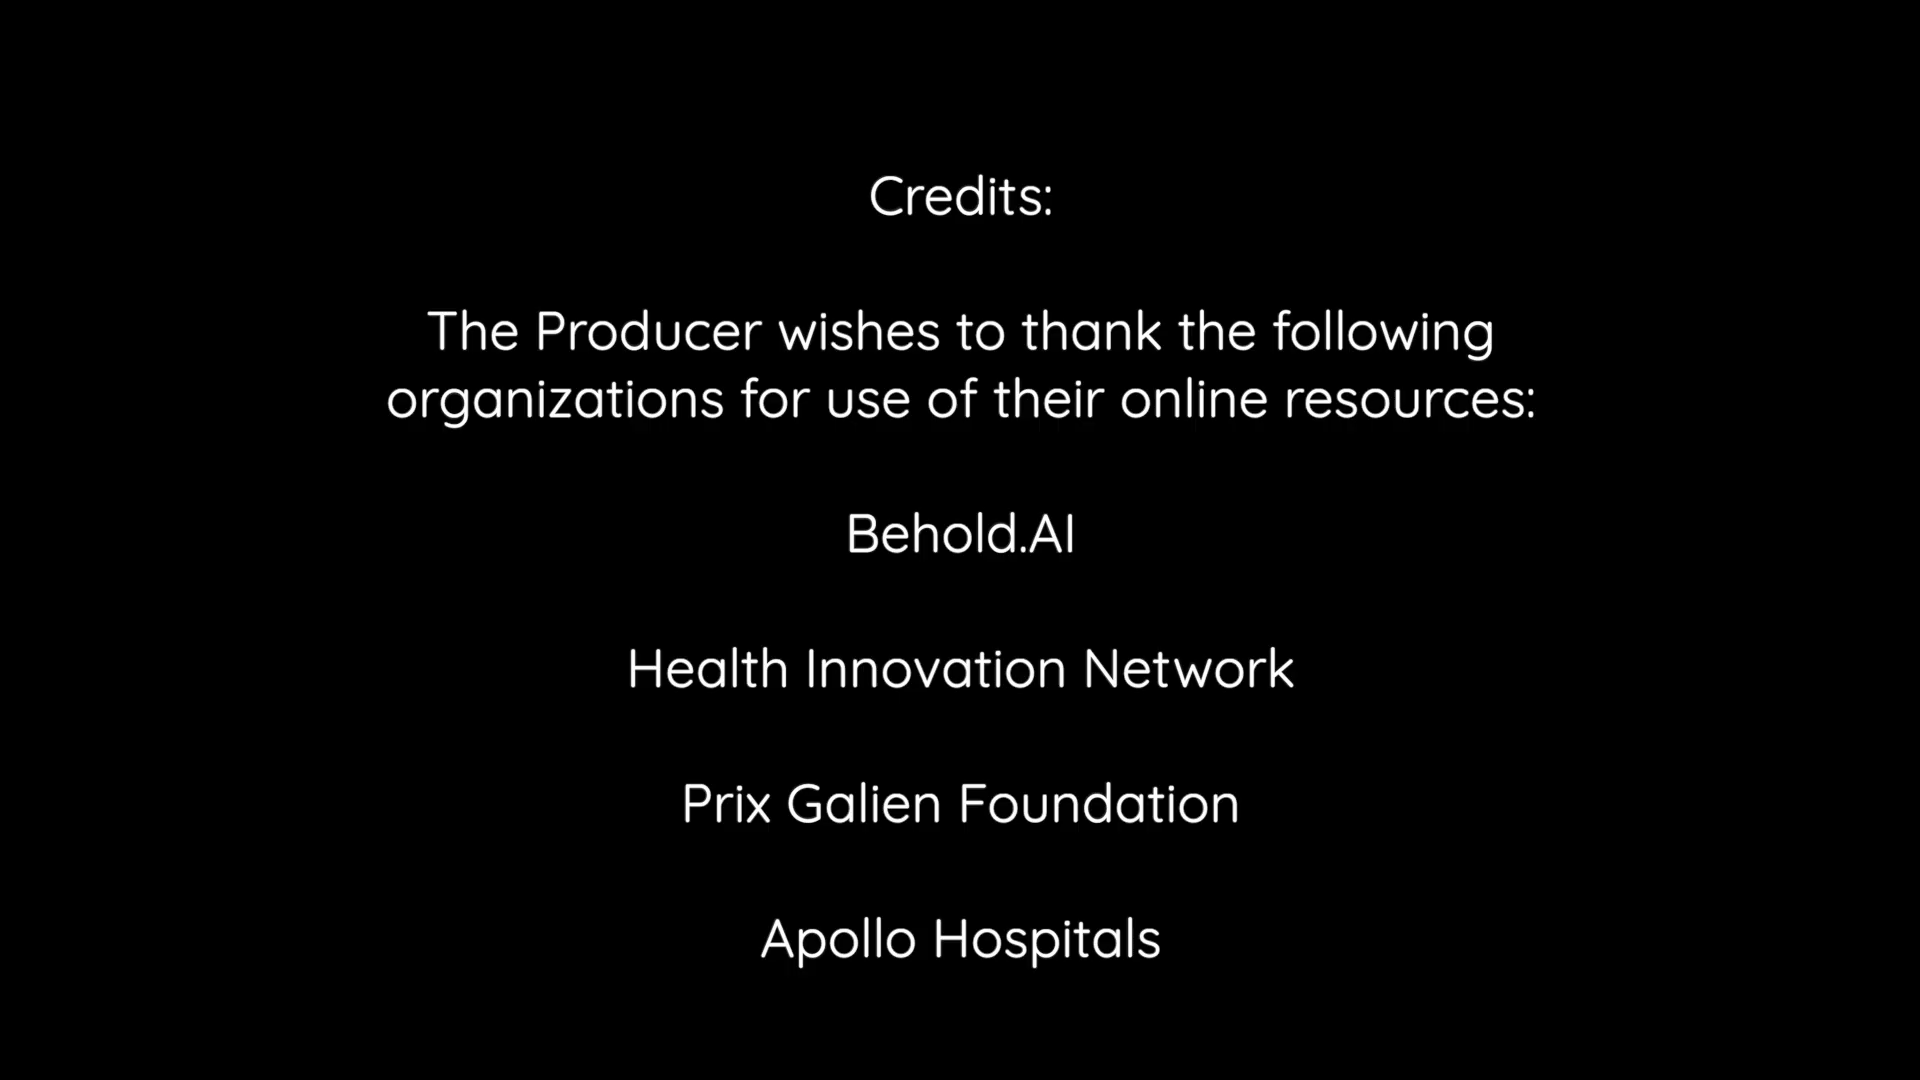 Credits:
The Producer wishes to thank the following
organizations for use of their online resources:
Behold.AI
Health Innovation Network
Prix Galien Foundation
Apollo Hospitals